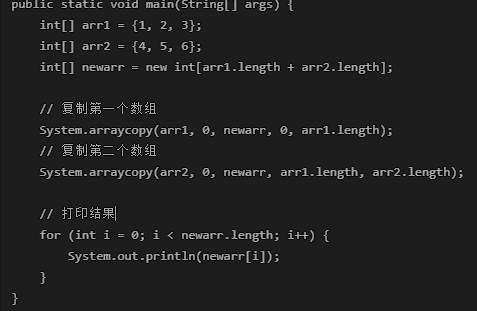 public static void main(String[] args) {
int[] arr1 = {1, 2, 3};
int[] arr2 = {4, 5, 6};
int[] newarr = new int[arr1.length + arr2.length];
// 复制第一个数组
System.arraycopy(arr1, 0, newarr, 0, arr1.length);
// 复制第二个数组
System.arraycopy(arr2, 0, newarr, arr1.length, arr2.length);
// 打印结果
for (int i = 0; i < newarr.length; i++) {
System.out.println(newarr[i]);
}
}